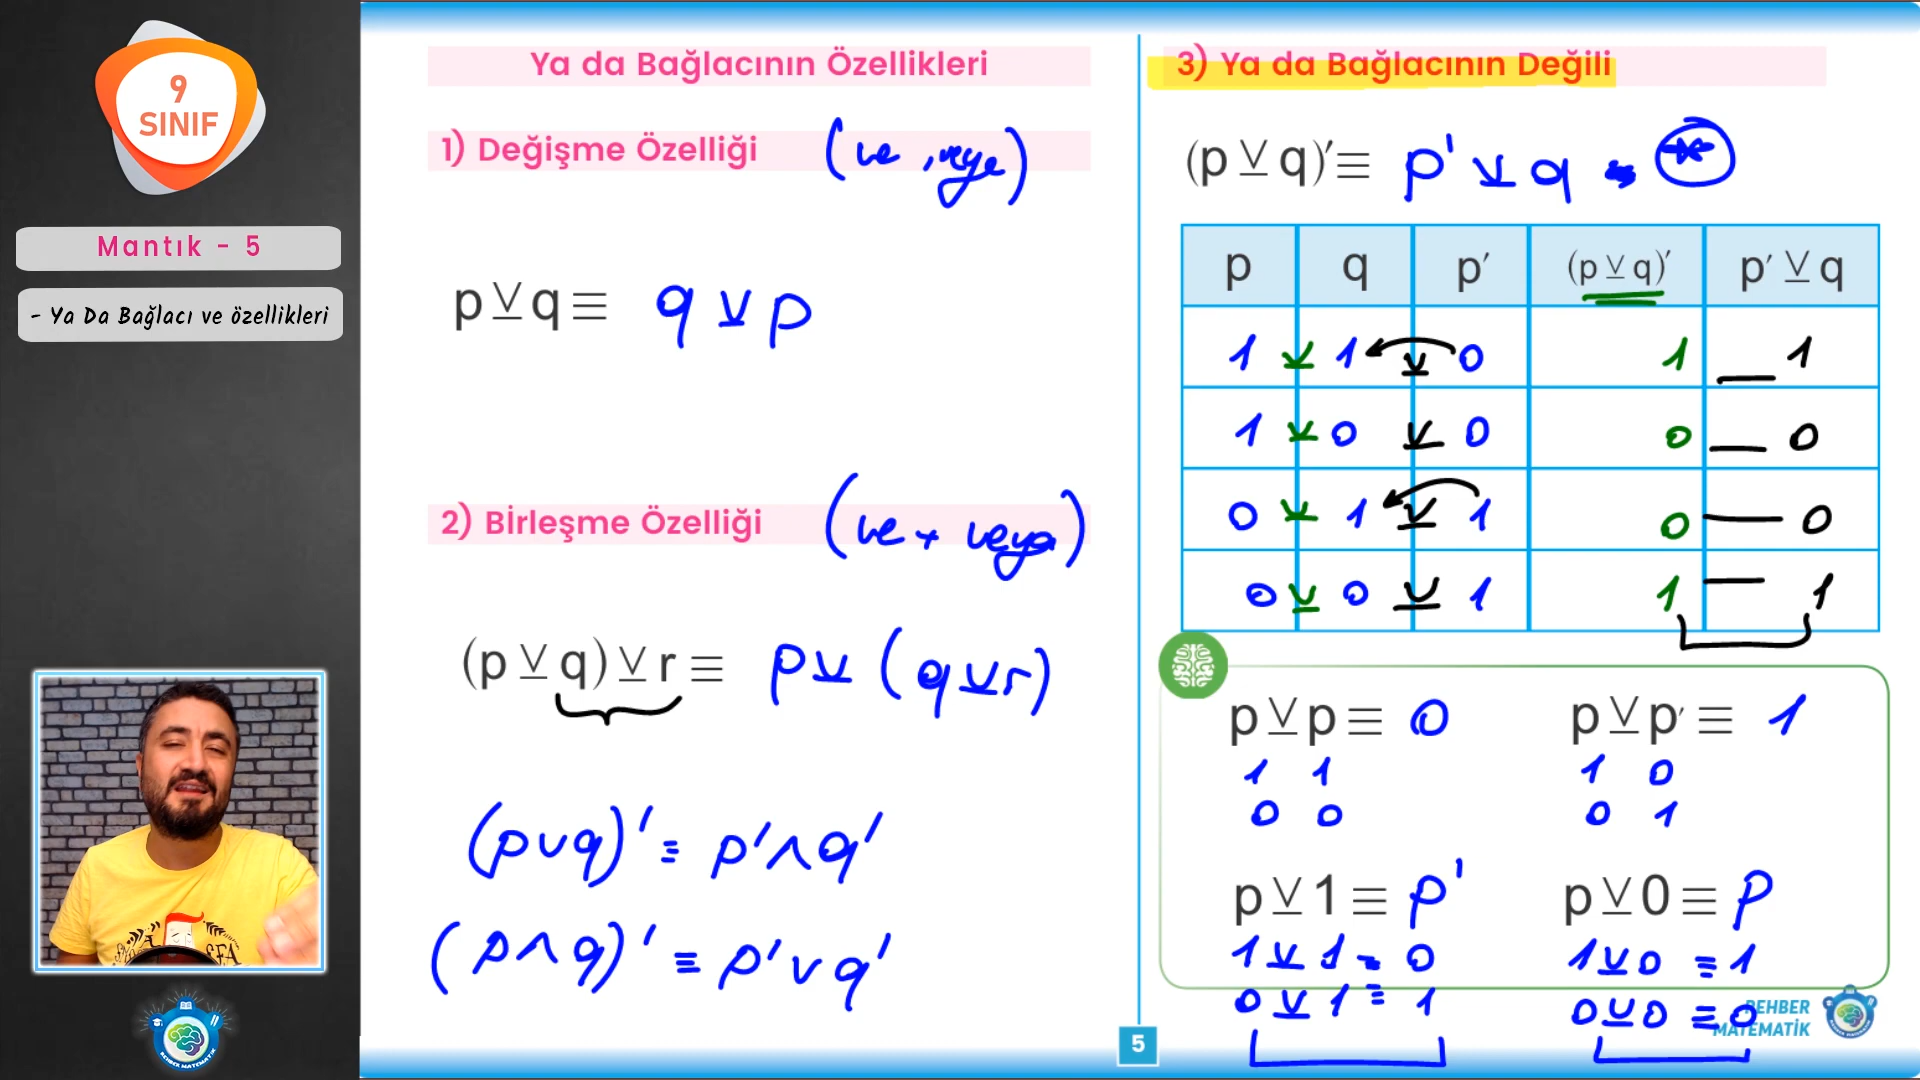 9
SINIF
Mantık - 5
- Ya Da Bağlacı ve özellikleri
Ya da Bağlacının Özellikleri
1) Değişme Özelliği (ve, veya)
p ⊻ q ≡ q ⊻ p
2) Birleşme Özelliği (ve + veya)
(p ⊻ q) ⊻ r ≡ p ⊻ (q ⊻ r)
(p ∨ q)' ≡ p' ∧ q'
(p ∧ q)' ≡ p' ∨ q'
3) Ya da Bağlacının Değili
(p ⊻ q)' ≡ p' ⊻ q *
p q p' (p ⊻ q)' p' ⊻ q
1 ⊻ 1 ⊻ 0 1 1
1 ⊻ 0 ⊻ 0 0 0
0 ⊻ 1 ⊻ 1 0 0
0 ⊻ 0 ⊻ 1 1 1
p ⊻ p ≡ 0 p ⊻ p' ≡ 1
1 1 1 0
0 0 0 1
p ⊻ 1 ≡ p' p ⊻ 0 ≡ p
1 ⊻ 1 = 0 1 ⊻ 0 ≡ 1
0 ⊻ 1 ≡ 1 0 ⊻ 0 ≡ 0
REHBER
MATEMATİK
5
REHBER MATEMATİK